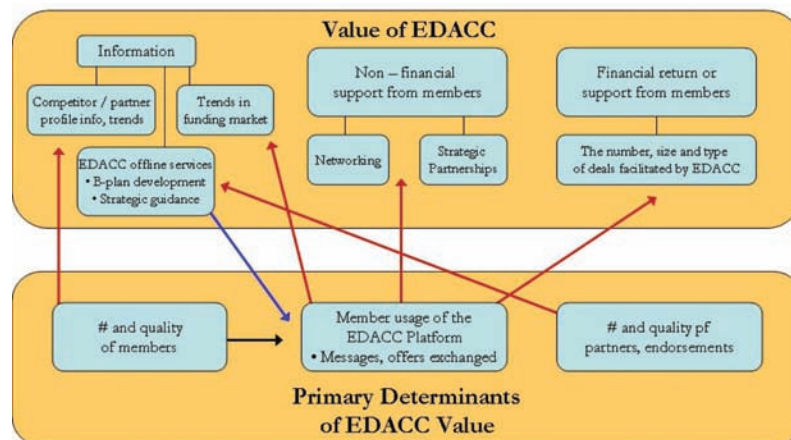 Value of EDACC
Information
Competitor / partner
profile info, trends
Trends in
funding market
EDACC offline services
• B-plan development
• Strategic guidance
Non – financial
support from members
Networking
Strategic
Partnerships
Financial return or
support from members
The number, size and type
of deals facilitated by EDACC
# and quality
of members
Member usage of the
EDACC Platform
• Messages, offers exchanged
# and quality pf
partners, endorsements
Primary Determinants
of EDACC Value